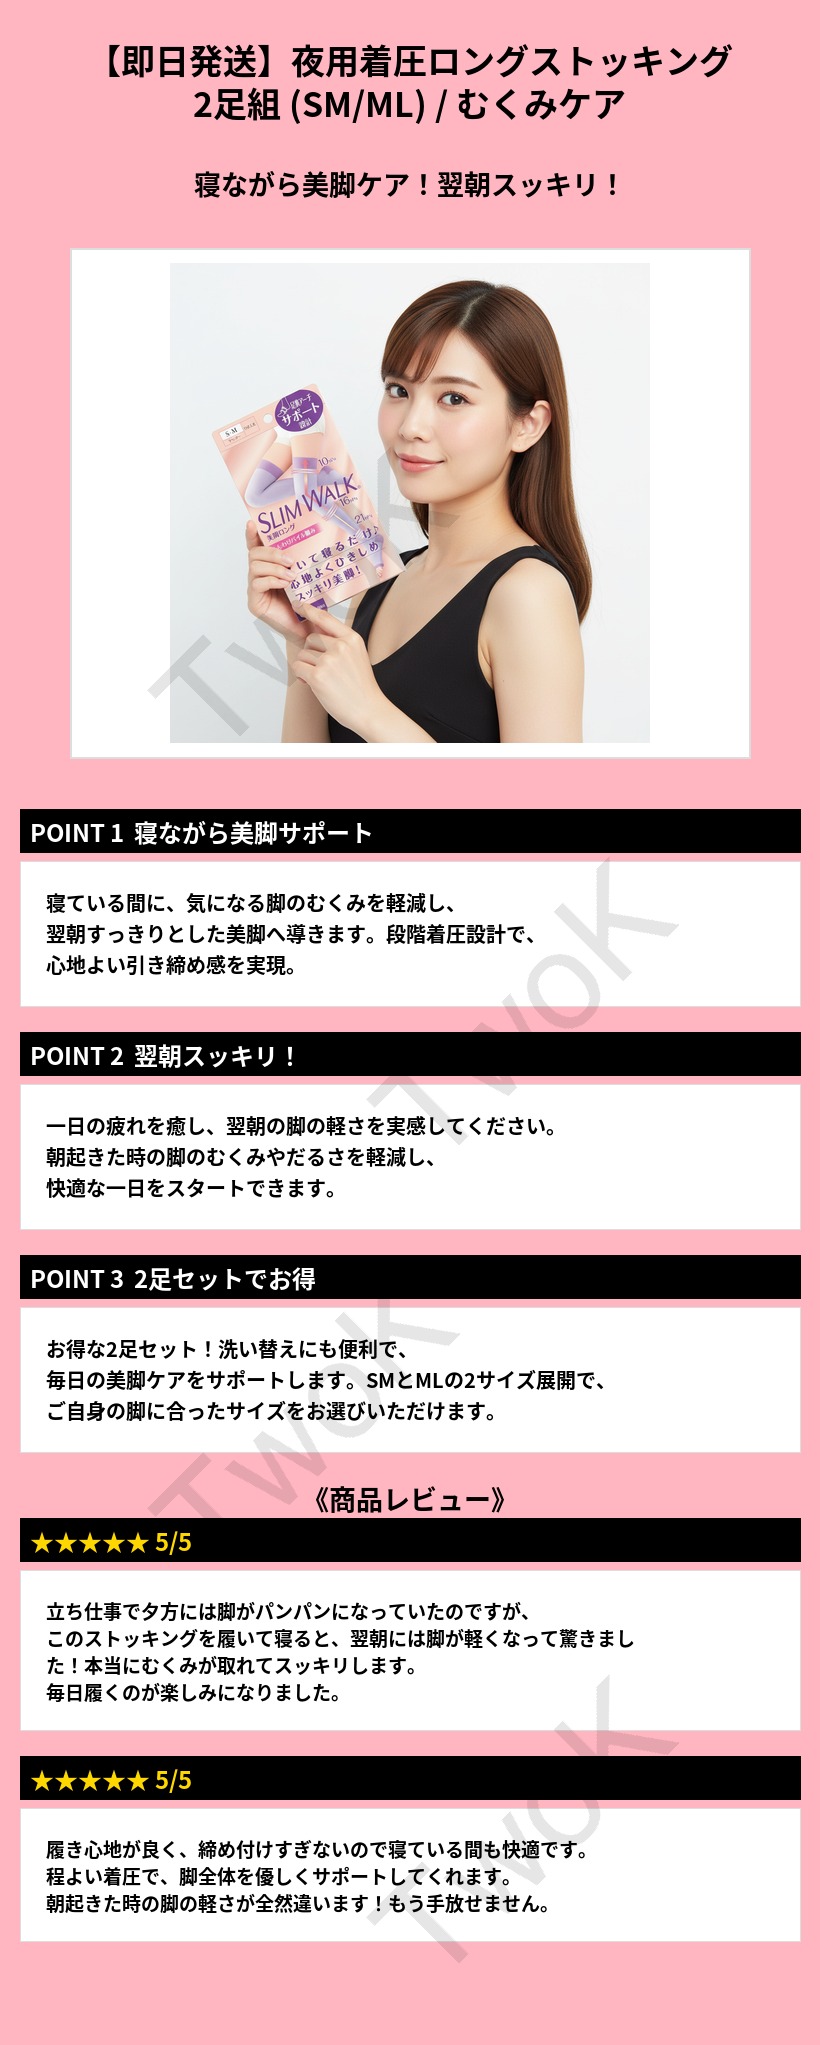 【即日発送】夜用着圧ロングストッキング
2足組 (SM/ML) / むくみケア
寝ながら美脚ケア！翌朝スッキリ！
足裏アーチ
サポート
設計
S-M
10
SLIM WALK
16
美脚ロング
21
いて寝るだけ♪
心地よくひきしめ
スッキリ美脚！
TwoK
POINT 1 寝ながら美脚サポート
寝ている間に、気になる脚のむくみを軽減し、
翌朝すっきりとした美脚へ導きます。段階着圧設計で、
心地よい引き締め感を実現。
TwoK
POINT 2 翌朝スッキリ！
一日の疲れを癒し、翌朝の脚の軽さを実感してください。
朝起きた時の脚のむくみやだるさを軽減し、
快適な一日をスタートできます。
POINT 3 2足セットでお得
お得な2足セット！洗い替えにも便利で、
毎日の美脚ケアをサポートします。SMとMLの2サイズ展開で、
ご自身の脚に合ったサイズをお選びいただけます。
TwoK
《商品レビュー》
★★★★★ 5/5
立ち仕事で夕方には脚がパンパンになっていたのですが、
このストッキングを履いて寝ると、翌朝には脚が軽くなって驚きまし
た！本当にむくみが取れてスッキリします。
毎日履くのが楽しみになりました。
TwoK
★★★★★ 5/5
履き心地が良く、締め付けすぎないので寝ている間も快適です。
程よい着圧で、脚全体を優しくサポートしてくれます。
朝起きた時の脚の軽さが全然違います！もう手放せません。